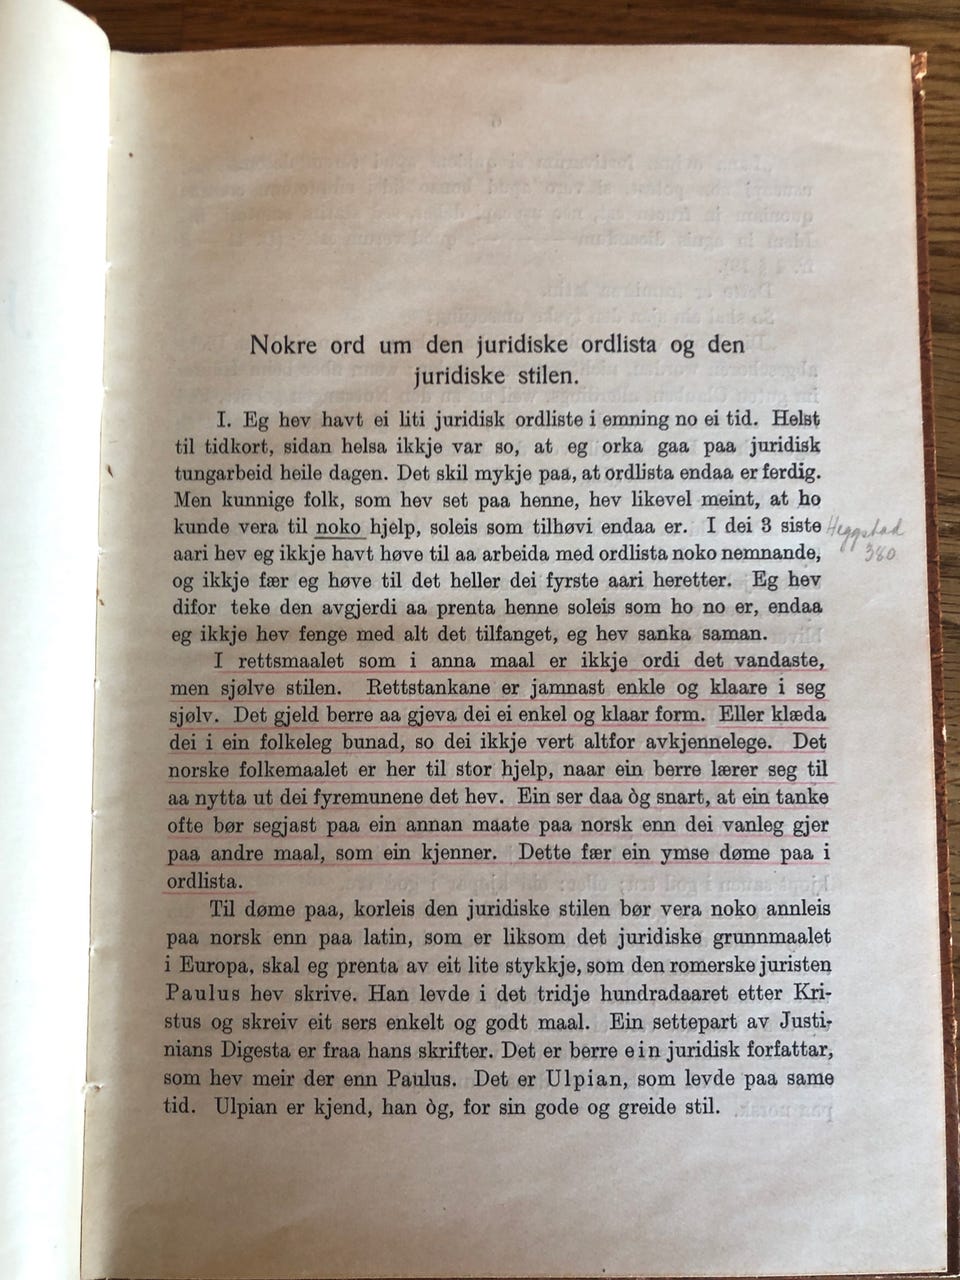 Nokre ord um den juridiske ordlista og den
juridiske stilen.
I. Eg hev havt ei liti juridisk ordliste i emning no ei tid. Helst
til tidkort, sidan helsa ikkje var so, at eg orka gaa paa juridisk
tungarbeid heile dagen. Det skil mykje paa, at ordlista endaa er ferdig.
Men kunnige folk, som hev set paa henne, hev likevel meint, at ho
kunde vera til noko hjelp, soleis som tilhøvi endaa er. I dei 3 siste
Heggstad
380
aari hev eg ikkje havt høve til aa arbeida med ordlista noko nemnande,
og ikkje fær eg høve til det heller dei fyrste aari heretter. Eg hev
difor teke den avgjerdi aa prenta henne soleis som ho no er, endaa
eg ikkje hev fenge med alt det tilfanget, eg hev sanka saman.
I rettsmaalet som i anna maal er ikkje ordi det vandaste,
men sjølve stilen. Rettstankane er jamnast enkle og klaare i seg
sjølv. Det gjeld berre aa gjeva dei ei enkel og klaar form. Eller klæda
dei i ein folkeleg bunad, so dei ikkje vert altfor avkjennelege. Det
norske folkemaalet er her til stor hjelp, naar ein berre lærer seg til
aa nytta ut dei fyremunene det hev. Ein ser daa òg snart, at ein tanke
ofte bør segjast paa ein annan maate paa norsk enn dei vanleg gjer
paa andre maal, som ein kjenner. Dette fær ein ymse døme paa i
ordlista.
Til døme paa, korleis den juridiske stilen bør vera noko annleis
paa norsk enn paa latin, som er liksom det juridiske grunnmaalet
i Europa, skal eg prenta av eit lite stykkje, som den romerske juristen
Paulus hev skrive. Han levde i det tridje hundradaaret etter Kri-
stus og skreiv eit sers enkelt og godt maal. Ein settepart av Justi-
nians Digesta er fraa hans skrifter. Det er berre ein juridisk forfattar,
som hev meir der enn Paulus. Det er Ulpian, som levde paa same
tid. Ulpian er kjend, han òg, for sin gode og greide stil.